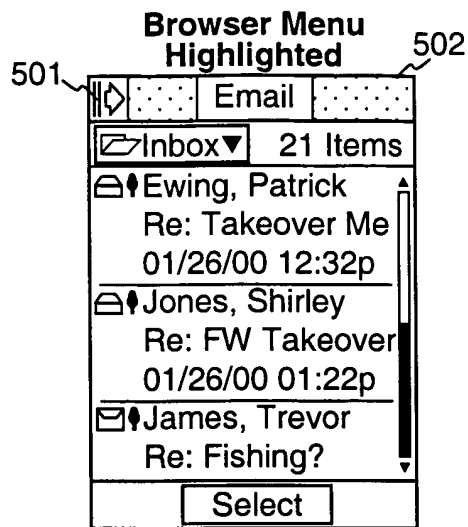 Browser Menu
Highlighted
501
502
Email
Inbox▼ 21 Items
Ewing, Patrick
Re: Takeover Me
01/26/00 12:32p
Jones, Shirley
Re: FW Takeover
01/26/00 01:22p
James, Trevor
Re: Fishing?
Select